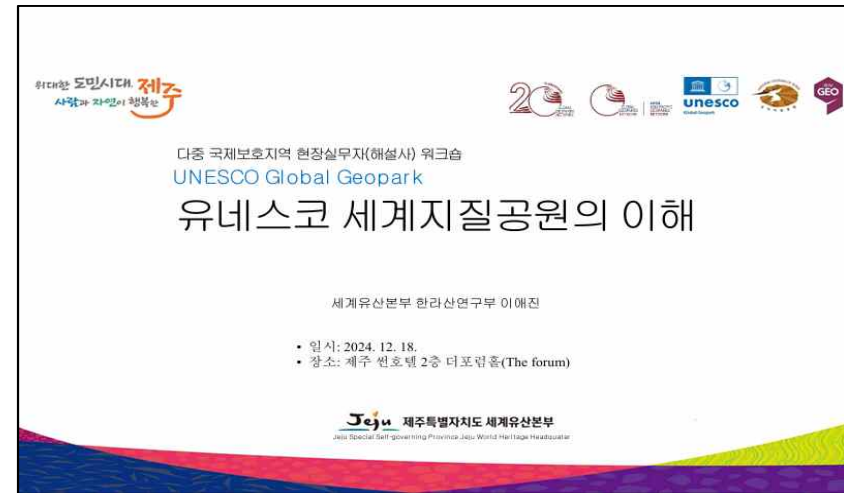 위대한 도민시대, 제주
사람과 자연이 행복한
20
unesco
Global Geopark
GEO
다중 국제보호지역 현장실무자(해설사) 워크숍
UNESCO Global Geopark
유네스코 세계지질공원의 이해
세계유산본부 한라산연구부 이애진
• 일시: 2024. 12. 18.
• 장소: 제주 썬호텔 2층 더포럼홀(The forum)
Jeju 제주특별자치도 세계유산본부
Jeju Special Self-governing Province Jeju World Heritage Headquater